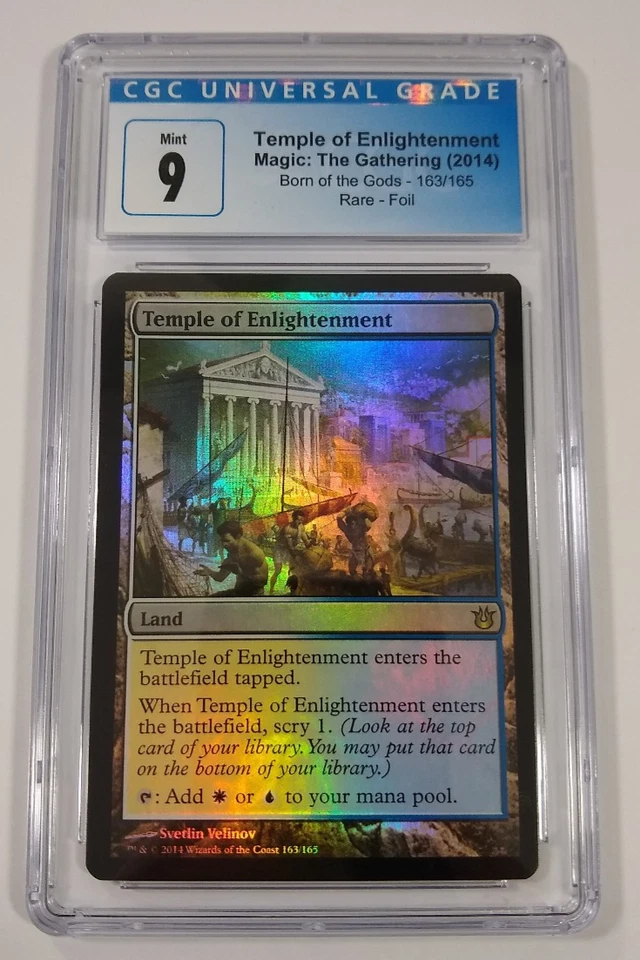 CGC UNIVERSAL GRADE
Mint
9
Temple of Enlightenment
Magic: The Gathering (2014)
Born of the Gods - 163/165
Rare - Foil
Temple of Enlightenment
Land
Temple of Enlightenment enters the
battlefield tapped.
When Temple of Enlightenment enters
the battlefield, scry 1. (Look at the top
card of your library. You may put that card
on the bottom of your library.)
: Add or to your mana pool.
Svetlin Velinov
™ & © 2014 Wizards of the Coast 163/165